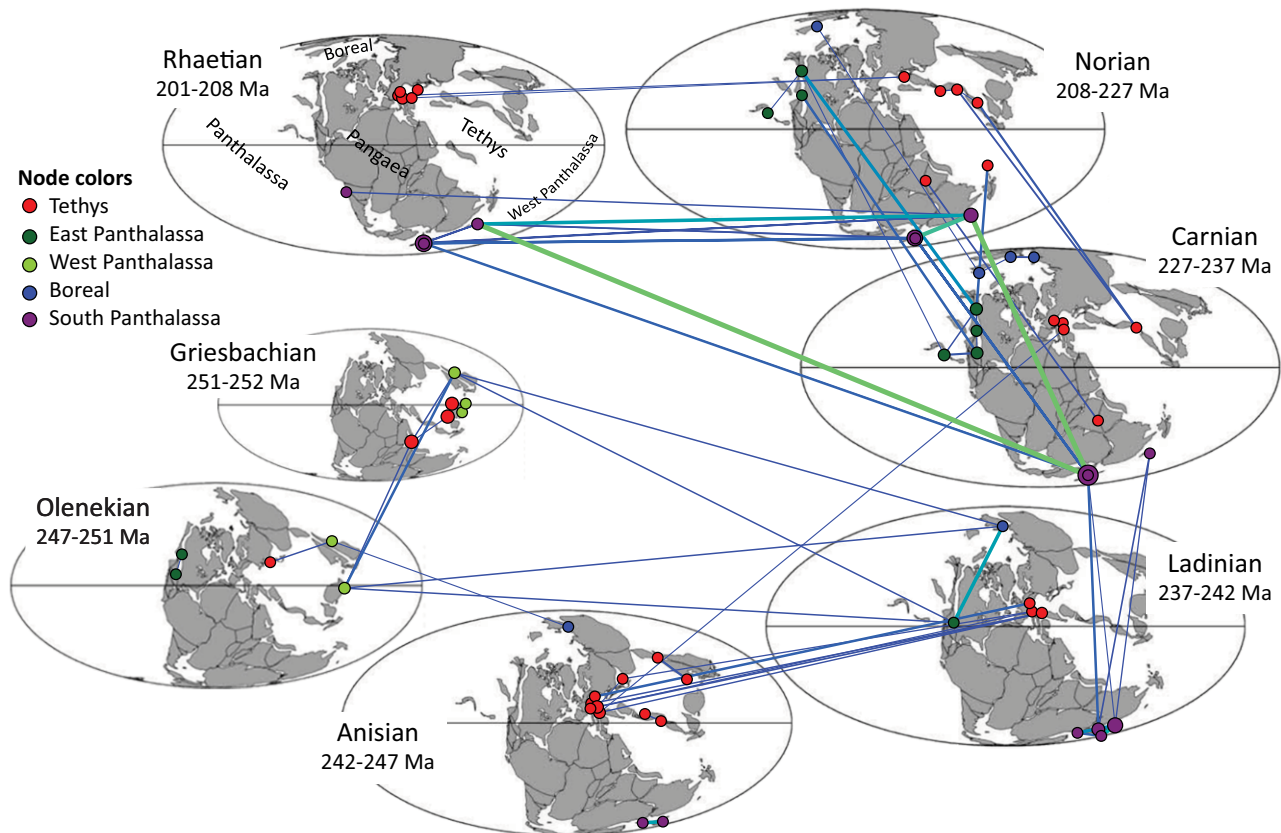 Rhaetian
201-208 Ma
Boreal
Panthalassa
Pangaea
Tethys
West Panthalassa
Norian
208-227 Ma
Node colors
Tethys
East Panthalassa
West Panthalassa
Boreal
South Panthalassa
Carnian
227-237 Ma
Griesbachian
251-252 Ma
Olenekian
247-251 Ma
Ladinian
237-242 Ma
Anisian
242-247 Ma